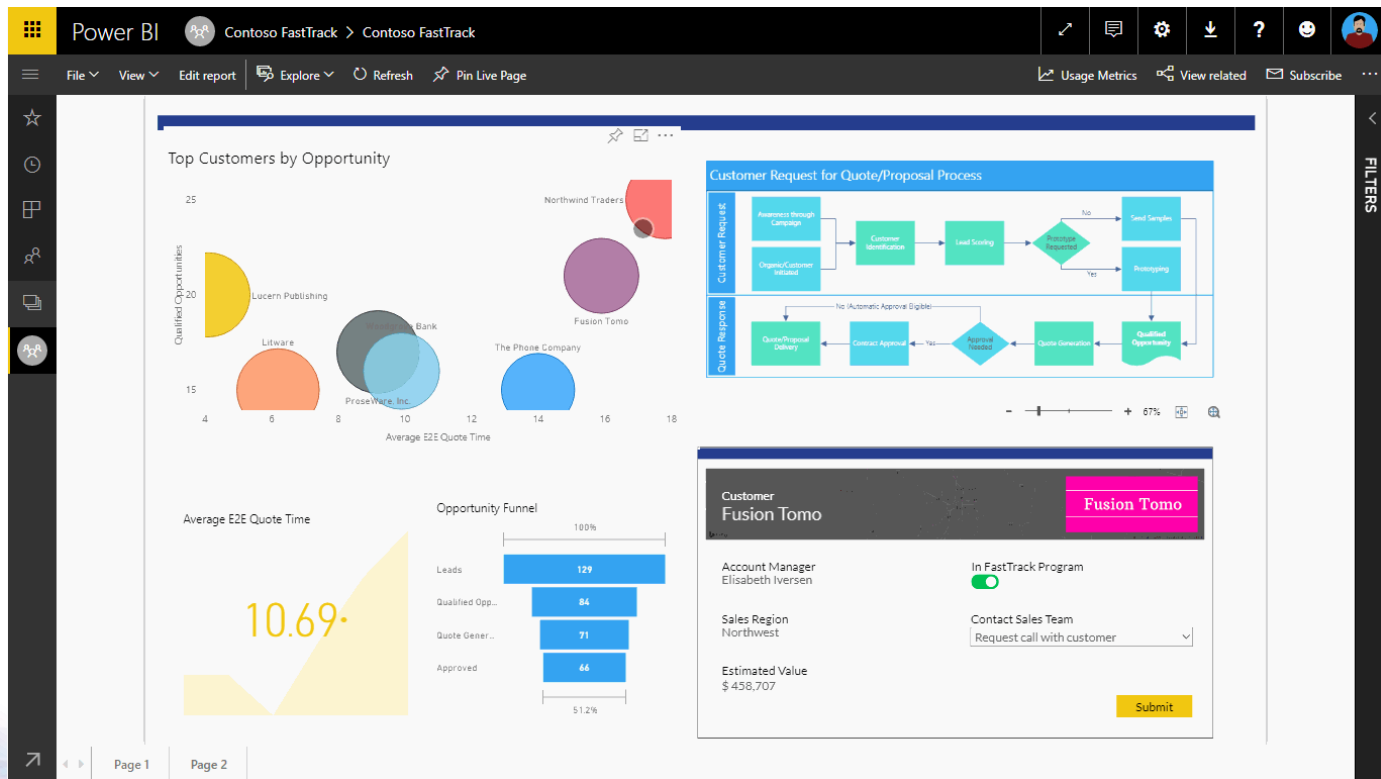 Power BI
Contoso FastTrack > Contoso FastTrack
?
File
View
Edit report
Explore
Refresh
Pin Live Page
Usage Metrics
View related
Subscribe
FILTERS
Top Customers by Opportunity
25
20
15
Qualified Opportunities
Northwind Traders
Lucern Publishing
Fusion Tomo
Bank
Litware
The Phone Company
ProseWare, Inc.
4 6 8 10 12 14 16 18
Average E2E Quote Time
Customer Request for Quote/Proposal Process
Customer Request
Awareness through
Campaign
Organic/Customer
Initiated
Customer
Identification
Lead Scoring
Prototype
Requested
No
Yes
Send Samples
Prototyping
Quote Response
No (Automatic Approval Eligible)
Quote/Proposal
Delivery
Contract Approval
Yes
Approval
Needed
Quote Generation
Qualified
Opportunity
- + 67%
Average E2E Quote Time
10.69
Opportunity Funnel
100%
Leads 129
Qualified Opp... 84
Quote Gener... 71
Approved 66
51.2%
Customer
Fusion Tomo
Fusion Tomo
Account Manager
Elisabeth Iversen
In FastTrack Program
Sales Region
Northwest
Contact Sales Team
Request call with customer
Estimated Value
$ 458,707
Submit
Page 1
Page 2